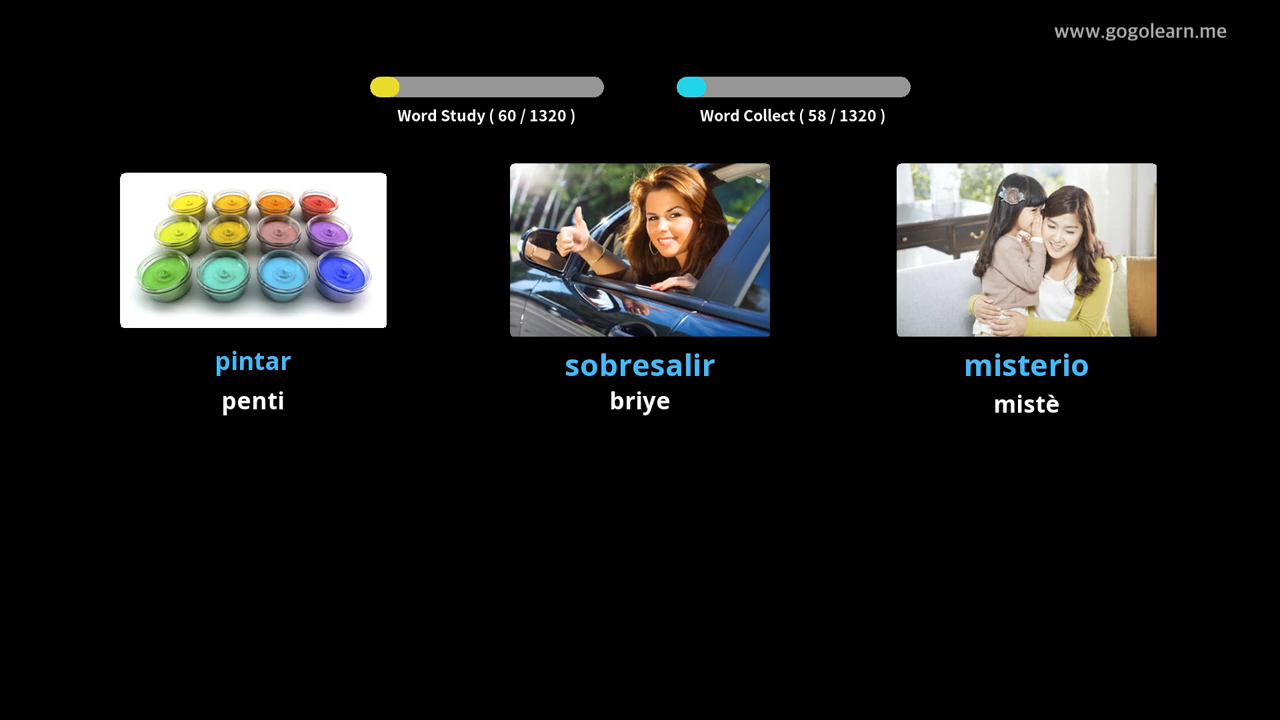 www.gogolearn.me
Word Study ( 60 / 1320 )
Word Collect ( 58 / 1320 )
pintar
penti
sobresalir
briye
misterio
mistè